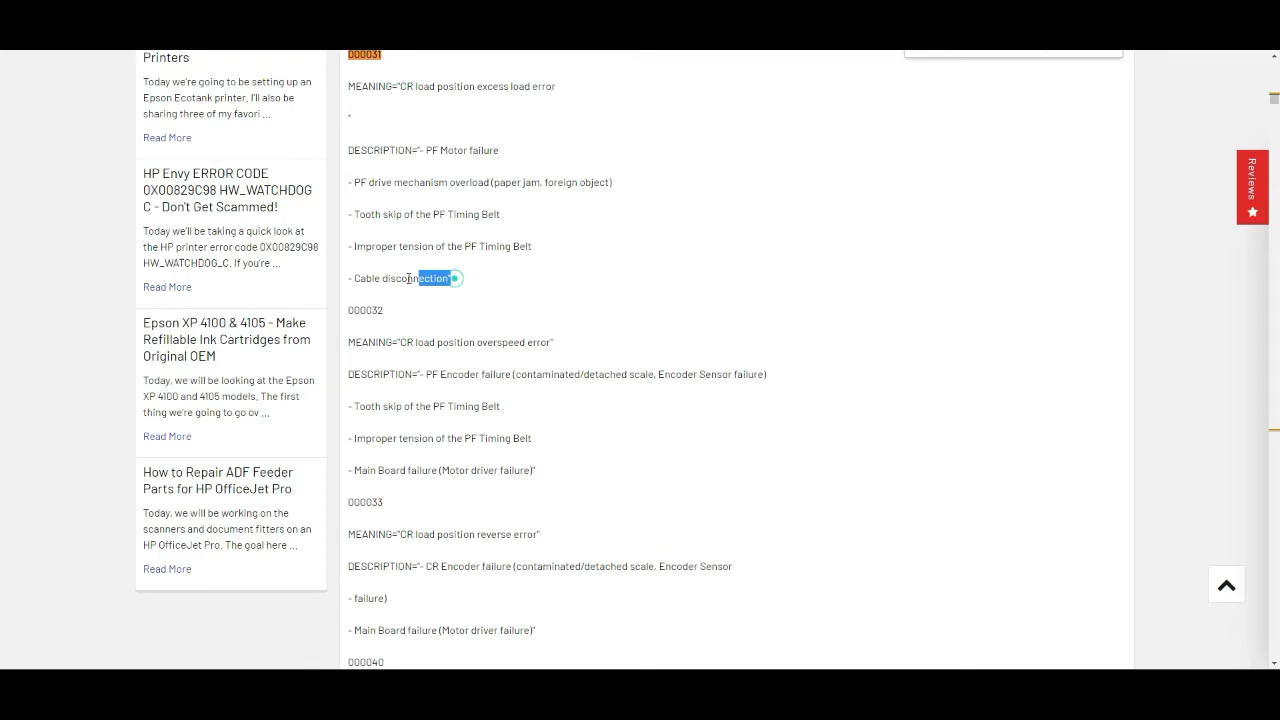 Printers
Today we're going to be setting up an
Epson Ecotank printer. I'll also be
sharing three of my favori ...
Read More
HP Envy ERROR CODE
0X00829C98 HW_WATCHDOG
C - Don't Get Scammed!
Today we'll be taking a quick look at
the HP printer error code 0X00829C98
HW_WATCHDOG_C. If you're ...
Read More
Epson XP 4100 & 4105 - Make
Refillable Ink Cartridges from
Original OEM
Today, we will be looking at the Epson
XP 4100 and 4105 models. The first
thing we're going to go ov ...
Read More
How to Repair ADF Feeder
Parts for HP OfficeJet Pro
Today, we will be working on the
scanners and document fitters on an
HP OfficeJet Pro. The goal here ...
Read More
000031
MEANING="CR load position excess load error
"
DESCRIPTION="- PF Motor failure
- PF drive mechanism overload (paper jam, foreign object)
- Tooth skip of the PF Timing Belt
- Improper tension of the PF Timing Belt
- Cable disconnection"
000032
MEANING="CR load position overspeed error"
DESCRIPTION="- PF Encoder failure (contaminated/detached scale, Encoder Sensor failure)
- Tooth skip of the PF Timing Belt
- Improper tension of the PF Timing Belt
- Main Board failure (Motor driver failure)"
000033
MEANING="CR load position reverse error"
DESCRIPTION="- CR Encoder failure (contaminated/detached scale, Encoder Sensor
- failure)
- Main Board failure (Motor driver failure)"
000040
Reviews